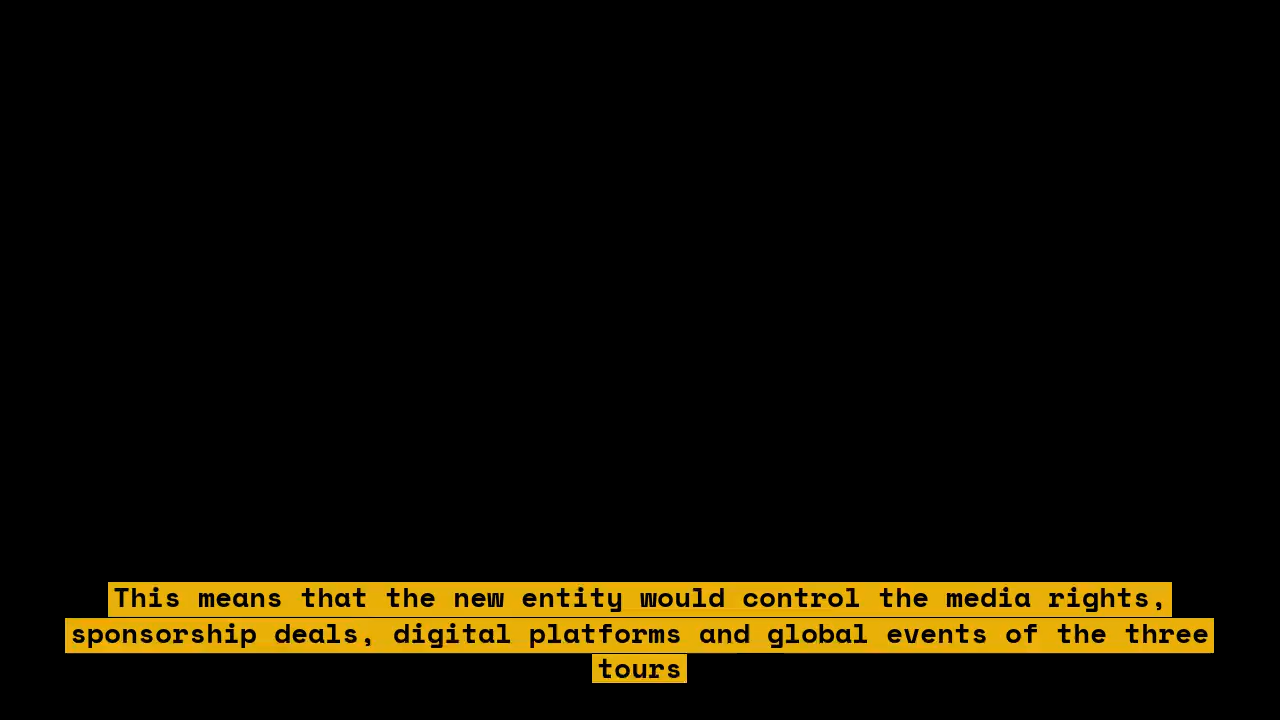 This means that the new entity would control the media rights,
sponsorship deals, digital platforms and global events of the three
tours